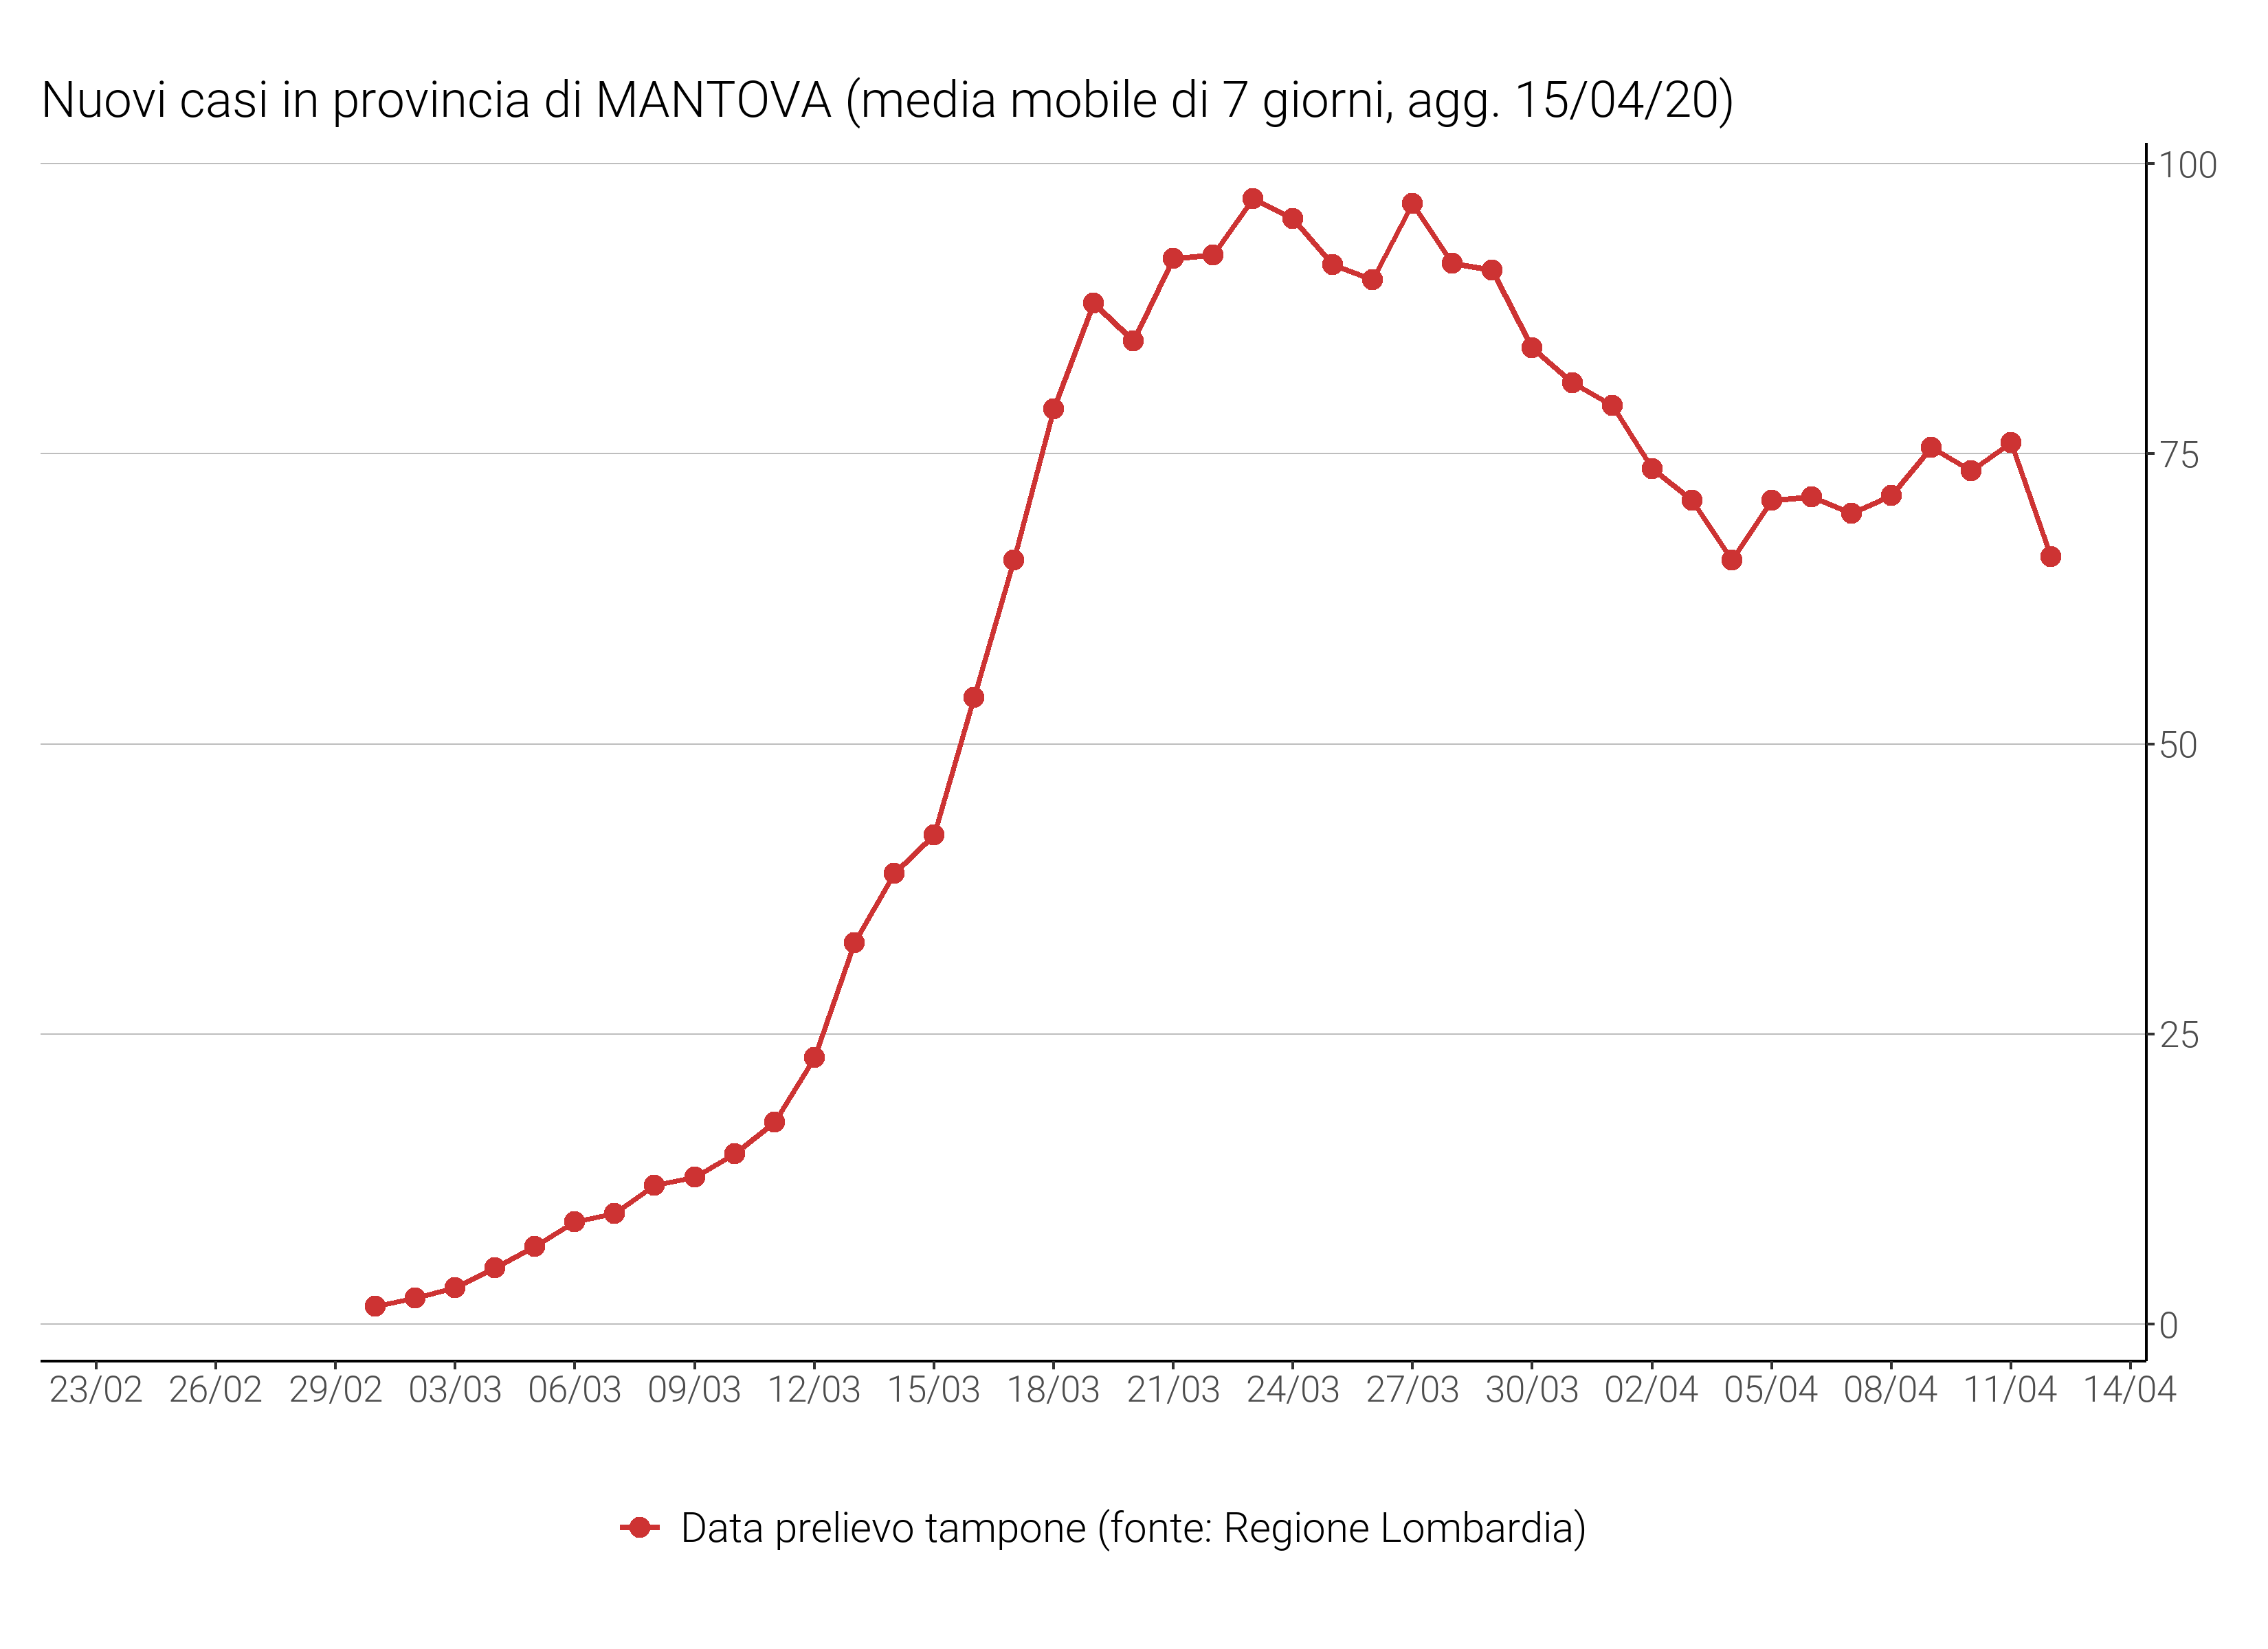 Nuovi casi in provincia di MANTOVA (media mobile di 7 giorni, agg. 15/04/20)
100
75
50
25
0
23/02 26/02 29/02 03/03 06/03 09/03 12/03 15/03 18/03 21/03 24/03 27/03 30/03 02/04 05/04 08/04 11/04 14/04
Data prelievo tampone (fonte: Regione Lombardia)